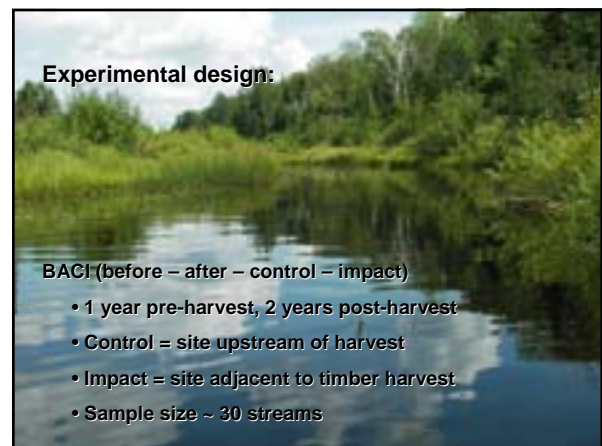 Experimental design:
BACI (before – after – control – impact)
• 1 year pre-harvest, 2 years post-harvest
• Control = site upstream of harvest
• Impact = site adjacent to timber harvest
• Sample size ~ 30 streams